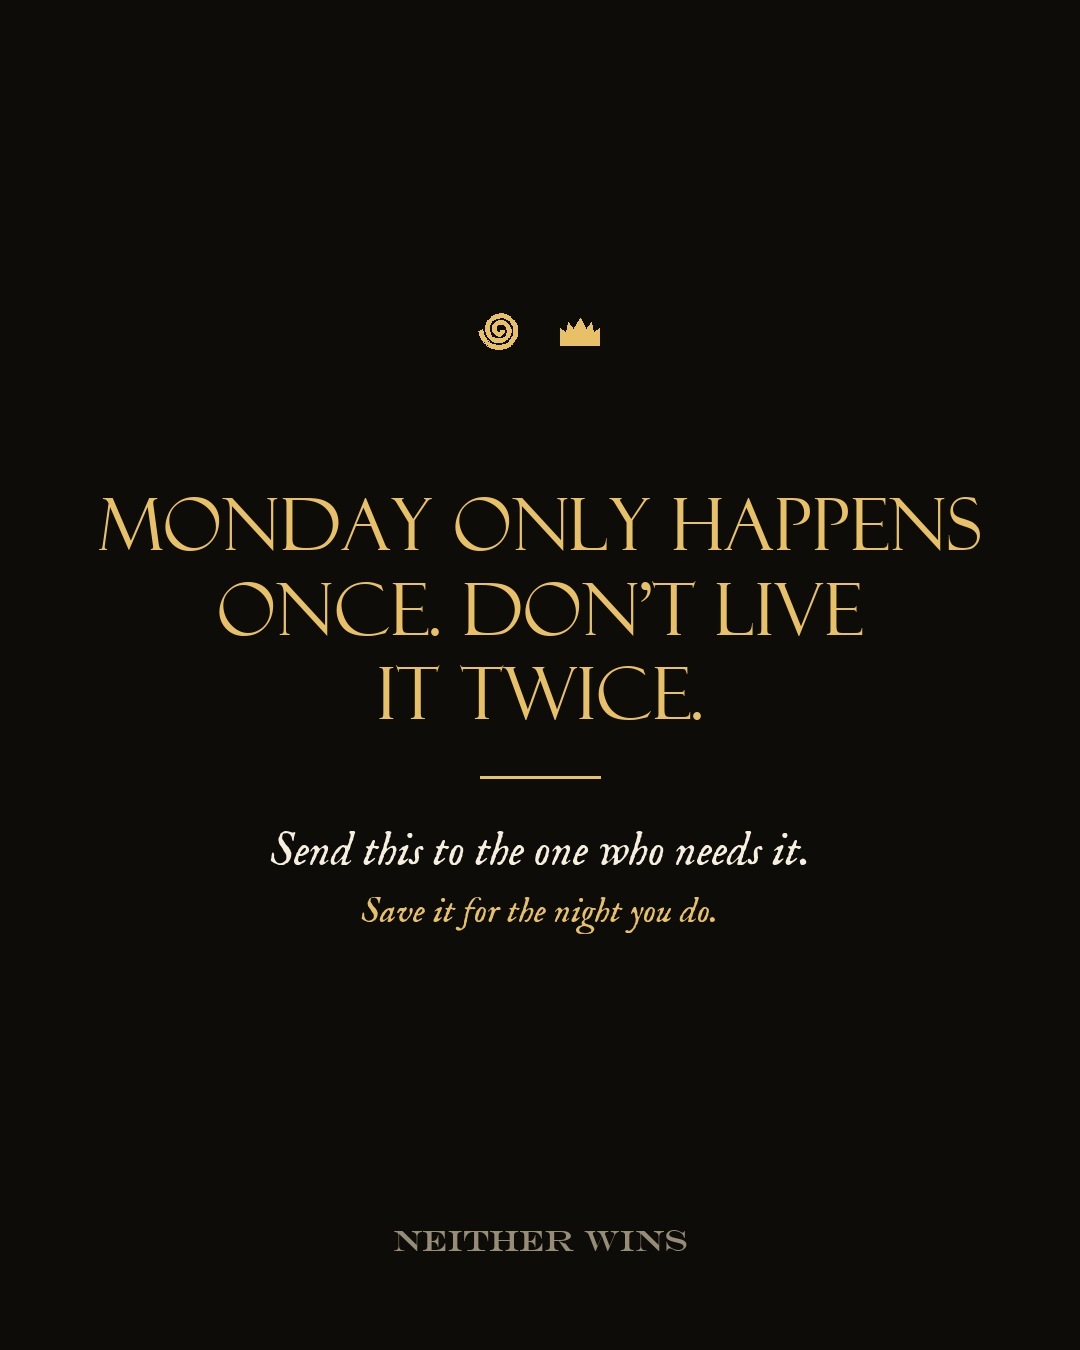 MONDAY ONLY HAPPENS
ONCE. DON’T LIVE
IT TWICE.
Send this to the one who needs it.
Save it for the night you do.
NEITHER WINS